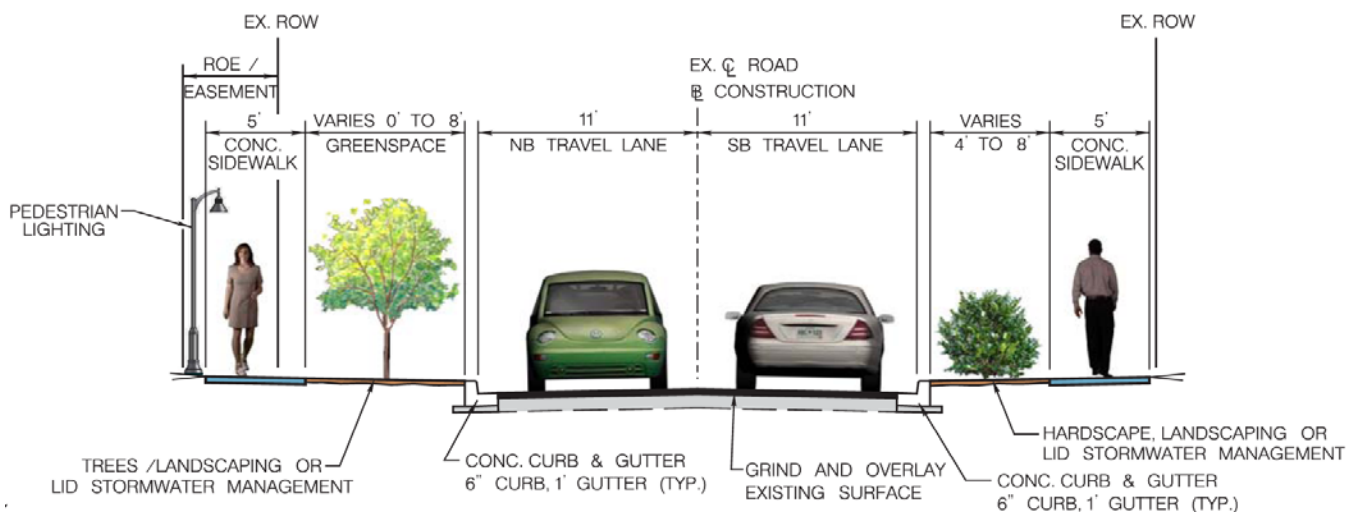 EX. ROW
EX. ROW
ROE /
EASEMENT
EX. ℄ ROAD
℄ CONSTRUCTION
5'
CONC.
SIDEWALK
VARIES 0' TO 8'
GREENSPACE
11'
NB TRAVEL LANE
11'
SB TRAVEL LANE
VARIES
4' TO 8'
5'
CONC.
SIDEWALK
PEDESTRIAN
LIGHTING
TREES /LANDSCAPING OR
LID STORMWATER MANAGEMENT
CONC. CURB & GUTTER
6" CURB, 1' GUTTER (TYP.)
GRIND AND OVERLAY
EXISTING SURFACE
HARDSCAPE, LANDSCAPING OR
LID STORMWATER MANAGEMENT
CONC. CURB & GUTTER
6" CURB, 1' GUTTER (TYP.)